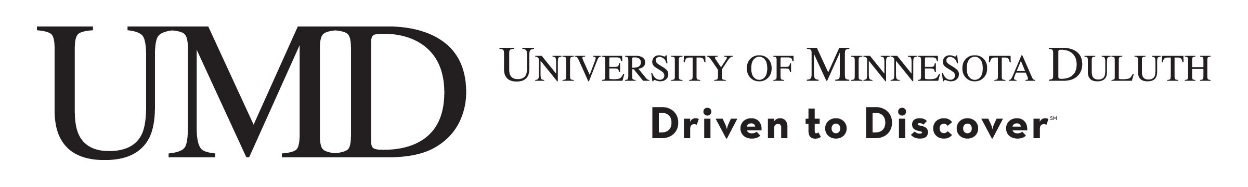 UMD
UNIVERSITY OF MINNESOTA DULUTH
Driven to Discover℠